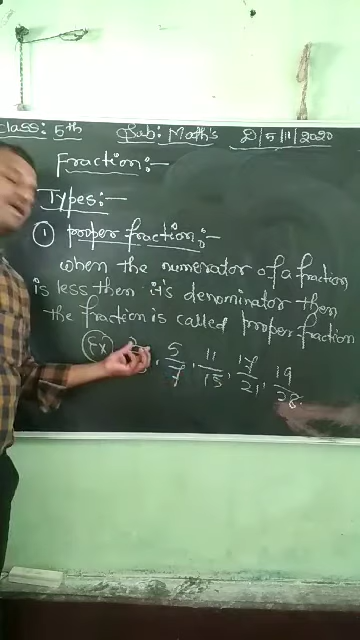 Class: 5th Sub: Math's D/5/11/2020
Fraction:-
Types:-
① proper fraction:-
when the numerator of a fraction
is less then it's denominator then
the fraction is called proper fraction
Ex , 5/7, 11/15, 17/21, 19/28.